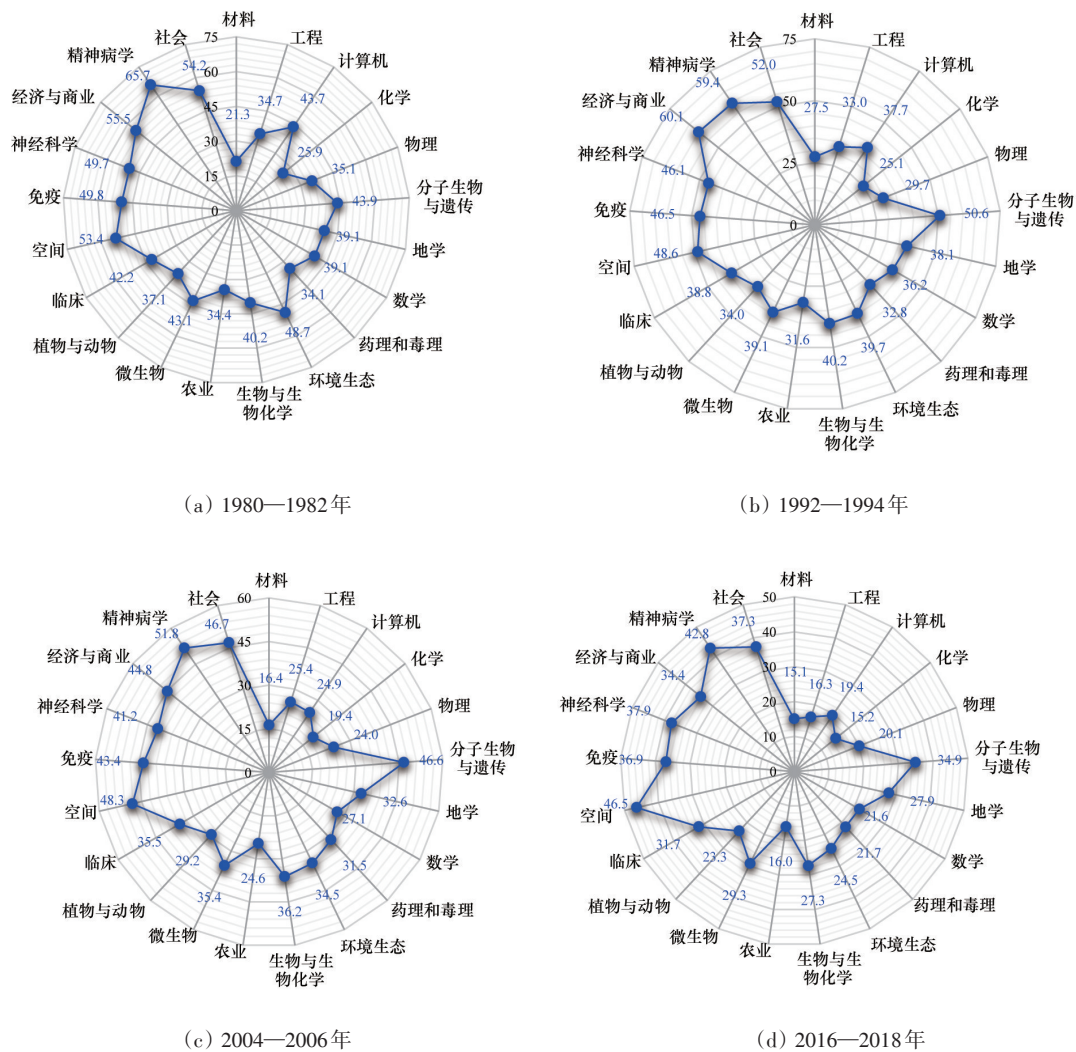 材料
工程
计算机
化学
物理
分子生物
与遗传
地学
数学
药理和毒理
环境生态
生物与生
物化学
农业
微生物
植物与动物
临床
空间
免疫
神经科学
经济与商业
精神病学
社会
75
60
45
30
15
0
21.3
34.7
43.7
25.9
35.1
43.9
39.1
39.1
34.1
48.7
40.2
34.4
43.1
37.1
42.2
53.4
49.8
49.7
55.5
65.7
54.2
(a) 1980—1982年
材料
工程
计算机
化学
物理
分子生物
与遗传
地学
数学
药理和毒理
环境生态
生物与生
物化学
农业
微生物
植物与动物
临床
空间
免疫
神经科学
经济与商业
精神病学
社会
75
50
25
0
27.5
33.0
37.7
25.1
29.7
50.6
38.1
36.2
32.8
39.7
40.2
31.6
39.1
34.0
38.8
48.6
46.5
46.1
60.1
59.4
52.0
(b) 1992—1994年
材料
工程
计算机
化学
物理
分子生物
与遗传
地学
数学
药理和毒理
环境生态
生物与生
物化学
农业
微生物
植物与动物
临床
空间
免疫
神经科学
经济与商业
精神病学
社会
60
45
30
15
0
16.4
25.4
24.9
19.4
24.0
46.6
32.6
27.1
31.5
34.5
36.2
24.6
35.4
29.2
35.5
48.3
43.4
41.2
44.8
51.8
46.7
(c) 2004—2006年
材料
工程
计算机
化学
物理
分子生物
与遗传
地学
数学
药理和毒理
环境生态
生物与生
物化学
农业
微生物
植物与动物
临床
空间
免疫
神经科学
经济与商业
精神病学
社会
50
40
30
20
10
0
15.1
16.3
19.4
15.2
20.1
34.9
27.9
21.6
21.7
24.5
27.3
16.0
29.3
23.3
31.7
46.5
36.9
37.9
34.4
42.8
37.3
(d) 2016—2018年